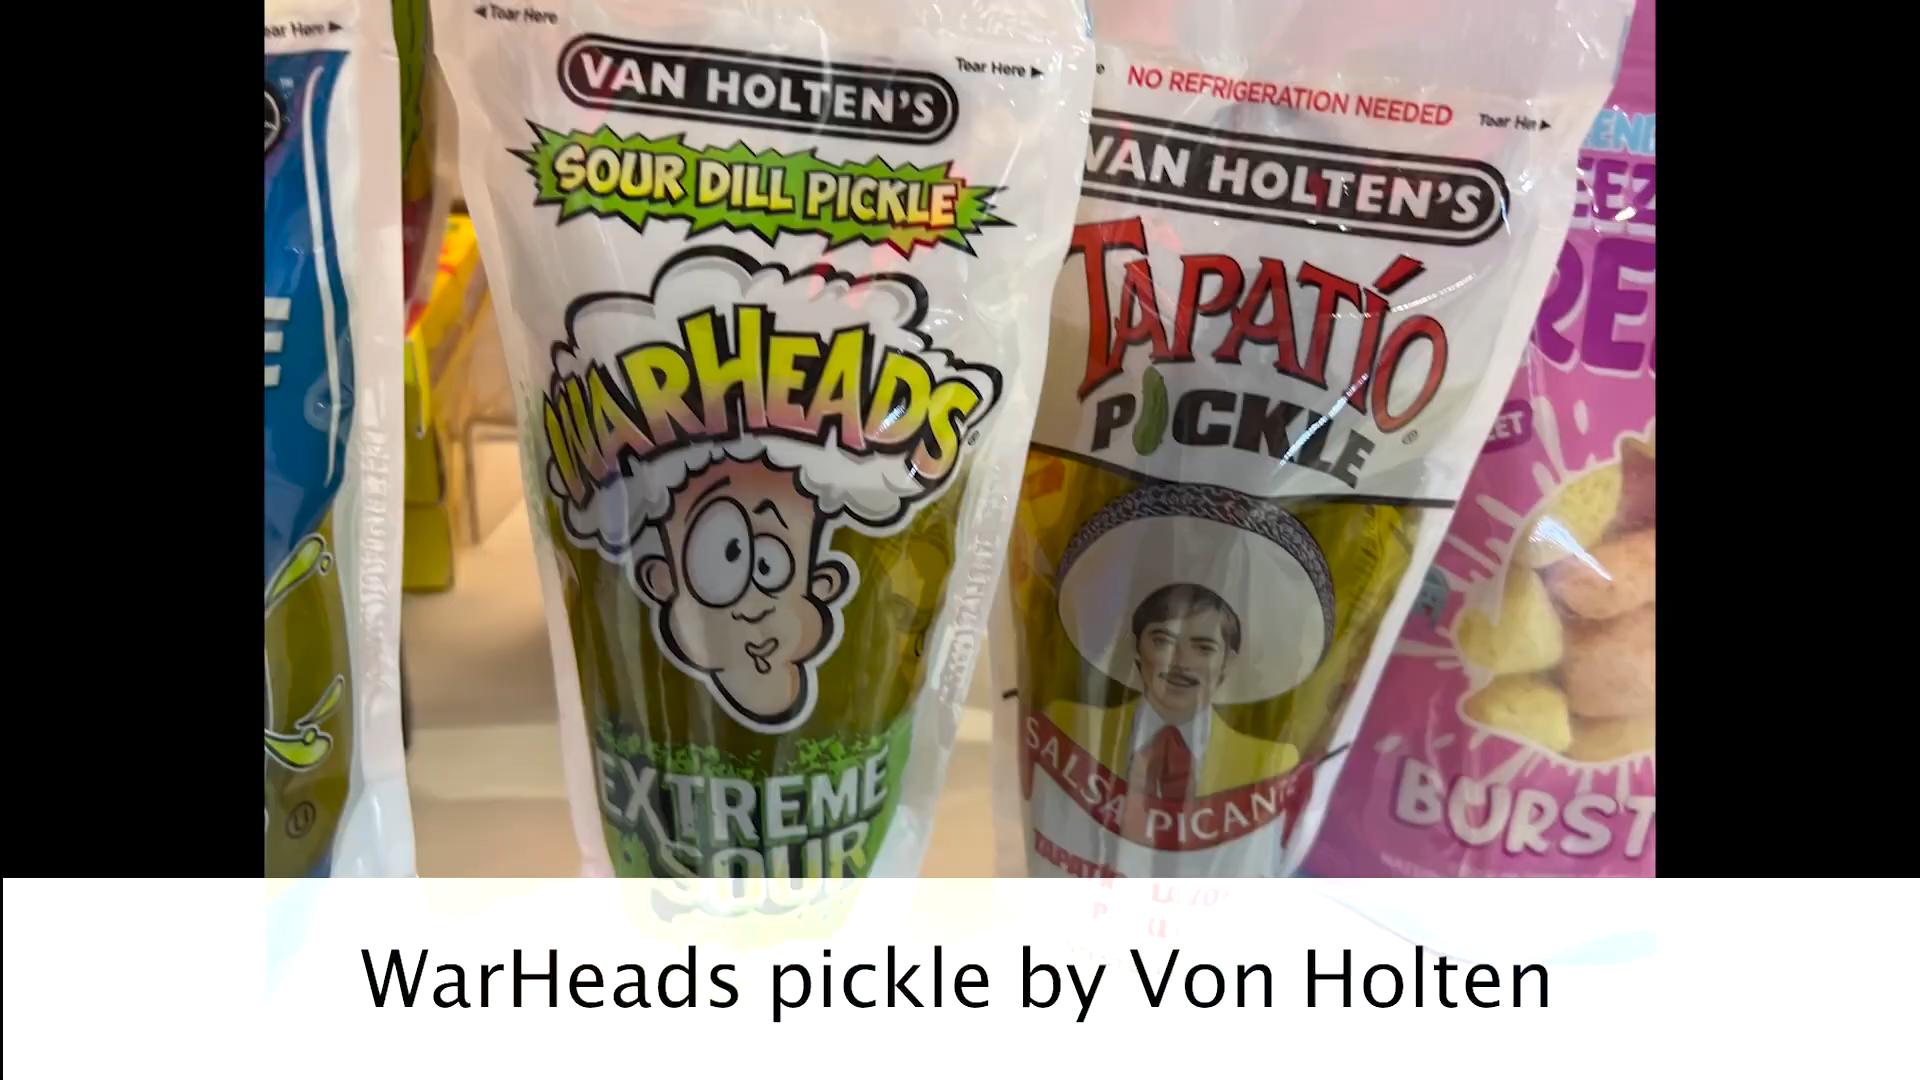 Tear Here
Tear Here
VAN HOLTEN'S
SOUR DILL PICKLE
WARHEADS
EXTREME
SOUR
NO REFRIGERATION NEEDED
Tear Here
VAN HOLTEN'S
TAPATÍO
PICKLE
SALSA PICANTE
BURST
WarHeads pickle by Von Holten